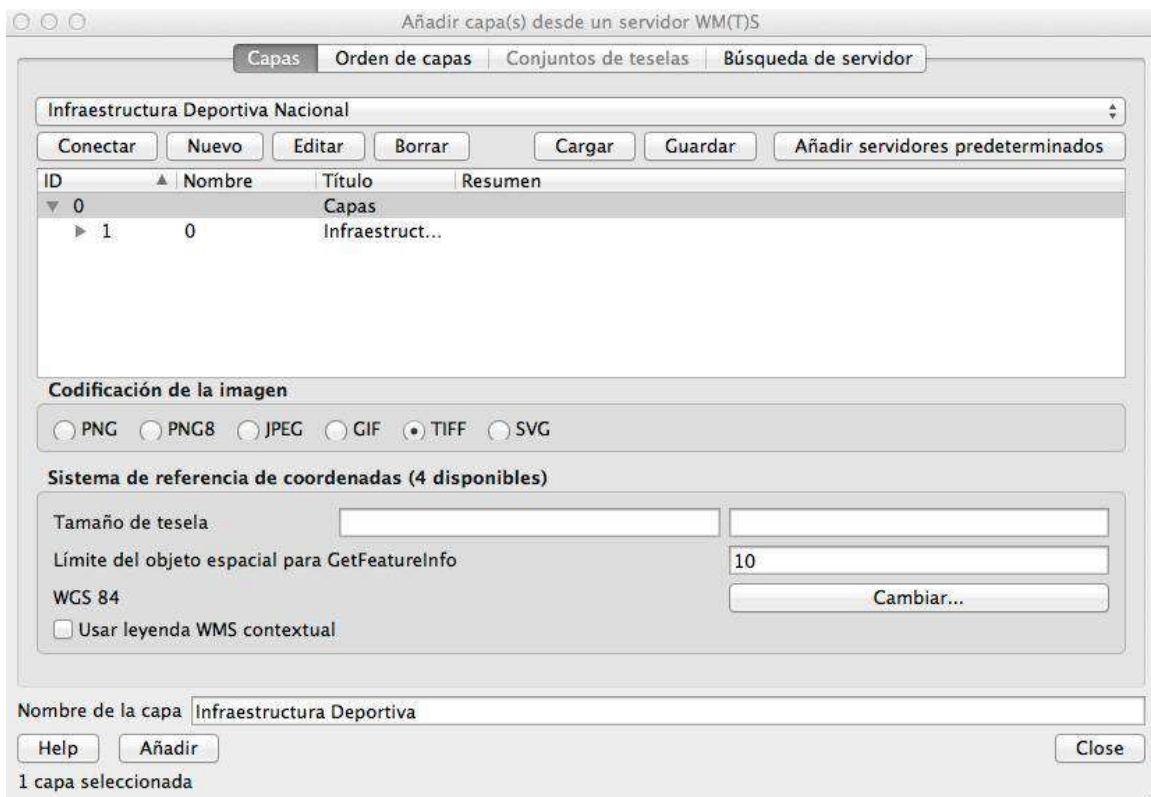 Añadir capa(s) desde un servidor WM(T)S
Capas Orden de capas Conjuntos de teselas Búsqueda de servidor
Infraestructura Deportiva Nacional
Conectar Nuevo Editar Borrar Cargar Guardar Añadir servidores predeterminados
ID Nombre Título Resumen
0 Capas
1 0 Infraestruct...
Codificación de la imagen
PNG PNG8 JPEG GIF TIFF SVG
Sistema de referencia de coordenadas (4 disponibles)
Tamaño de tesela
Límite del objeto espacial para GetFeatureInfo 10
WGS 84 Cambiar...
Usar leyenda WMS contextual
Nombre de la capa Infraestructura Deportiva
Help Añadir Close
1 capa seleccionada